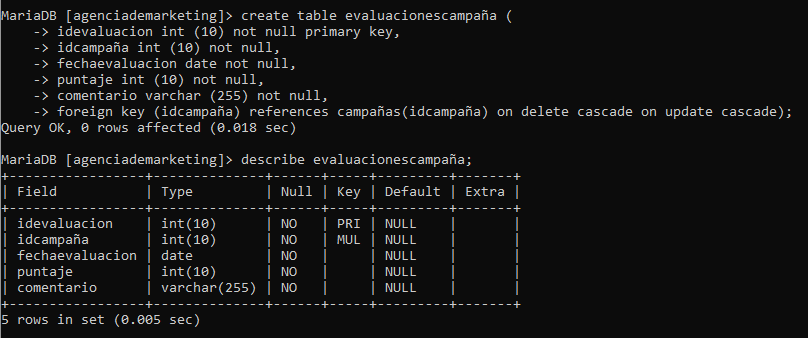 MariaDB [agenciademarketing]> create table evaluacionescampaña (
    -> idevaluacion int (10) not null primary key,
    -> idcampaña int (10) not null,
    -> fechaevaluacion date not null,
    -> puntaje int (10) not null,
    -> comentario varchar (255) not null,
    -> foreign key (idcampaña) references campañas(idcampaña) on delete cascade on update cascade);
Query OK, 0 rows affected (0.018 sec)

MariaDB [agenciademarketing]> describe evaluacionescampaña;
+-----------------+--------------+------+-----+---------+-------+
| Field           | Type         | Null | Key | Default | Extra |
+-----------------+--------------+------+-----+---------+-------+
| idevaluacion    | int(10)      | NO   | PRI | NULL    |       |
| idcampaña       | int(10)      | NO   | MUL | NULL    |       |
| fechaevaluacion | date         | NO   |     | NULL    |       |
| puntaje         | int(10)      | NO   |     | NULL    |       |
| comentario      | varchar(255) | NO   |     | NULL    |       |
+-----------------+--------------+------+-----+---------+-------+
5 rows in set (0.005 sec)